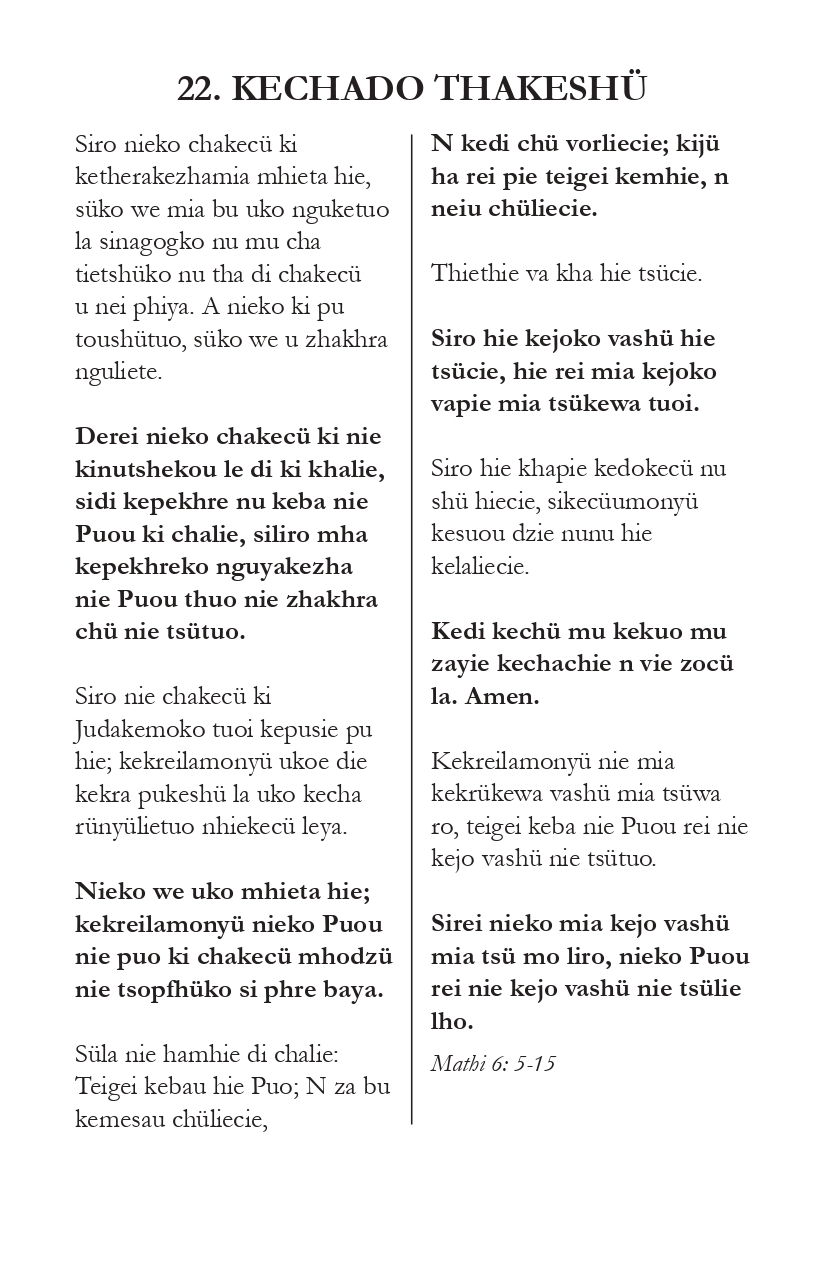 22. KECHADO THAKESHÜ
Siro nieko chakecü ki
ketherakezhamia mhieta hie,
süko we mia bu uko nguketuo
la sinagogko nu mu cha
tietshüko nu tha di chakecü
u nei phiya. A nieko ki pu
toushütuo, süko we u zhakhra
nguliete.
Derei nieko chakecü ki nie
kinutshekou le di ki khalie,
sidi kepekhre nu keba nie
Puou ki chalie, siliro mha
kepekhreko nguyakezha
nie Puou thuo nie zhakhra
chü nie tsütuo.
Siro nie chakecü ki
Judakemoko tuoi kepusie pu
hie; kekreilamonyü ukoe die
kekra pukeshü la uko kecha
rünyülietuo nhiekecü leya.
Nieko we uko mhieta hie;
kekreilamonyü nieko Puou
nie puo ki chakecü mhodzü
nie tsopfhüko si phre baya.
Süla nie hamhie di chalie:
Teigei kebau hie Puo; N za bu
kemesau chüliecie,
N kedi chü vorliecie; kijü
ha rei pie teigei kemhie, n
neiu chüliecie.
Thiethie va kha hie tsücie.
Siro hie kejoko vashü hie
tsücie, hie rei mia kejoko
vapie mia tsükewa tuoi.
Siro hie khapie kedokecü nu
shü hiecie, sikecüumonyü
kesuou dzie nunu hie
kelaliecie.
Kedi kechü mu kekuo mu
zayie kechachie n vie zocü
la. Amen.
Kekreilamonyü nie mia
kekrükewa vashü mia tsüwa
ro, teigei keba nie Puou rei nie
kejo vashü nie tsütuo.
Sirei nieko mia kejo vashü
mia tsü mo liro, nieko Puou
rei nie kejo vashü nie tsülie
lho.
Mathi 6: 5-15